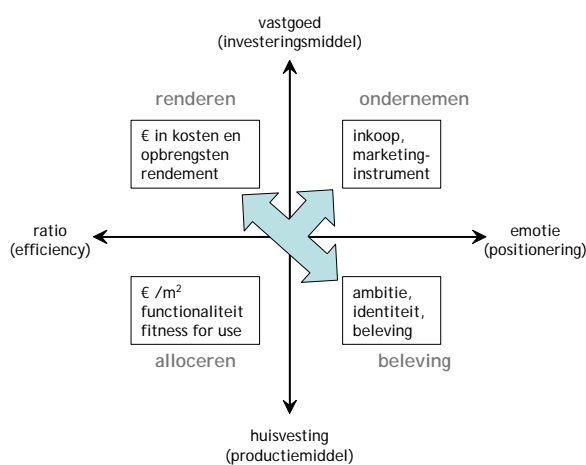 vastgoed
(investeringsmiddel)
renderen
ondernemen
€ in kosten en
opbrengsten
rendement
inkoop,
marketing-
instrument
ratio
(efficiency)
emotie
(positionering)
€ /m²
functionaliteit
fitness for use
ambitie,
identiteit,
beleving
alloceren
beleving
huisvesting
(productiemiddel)